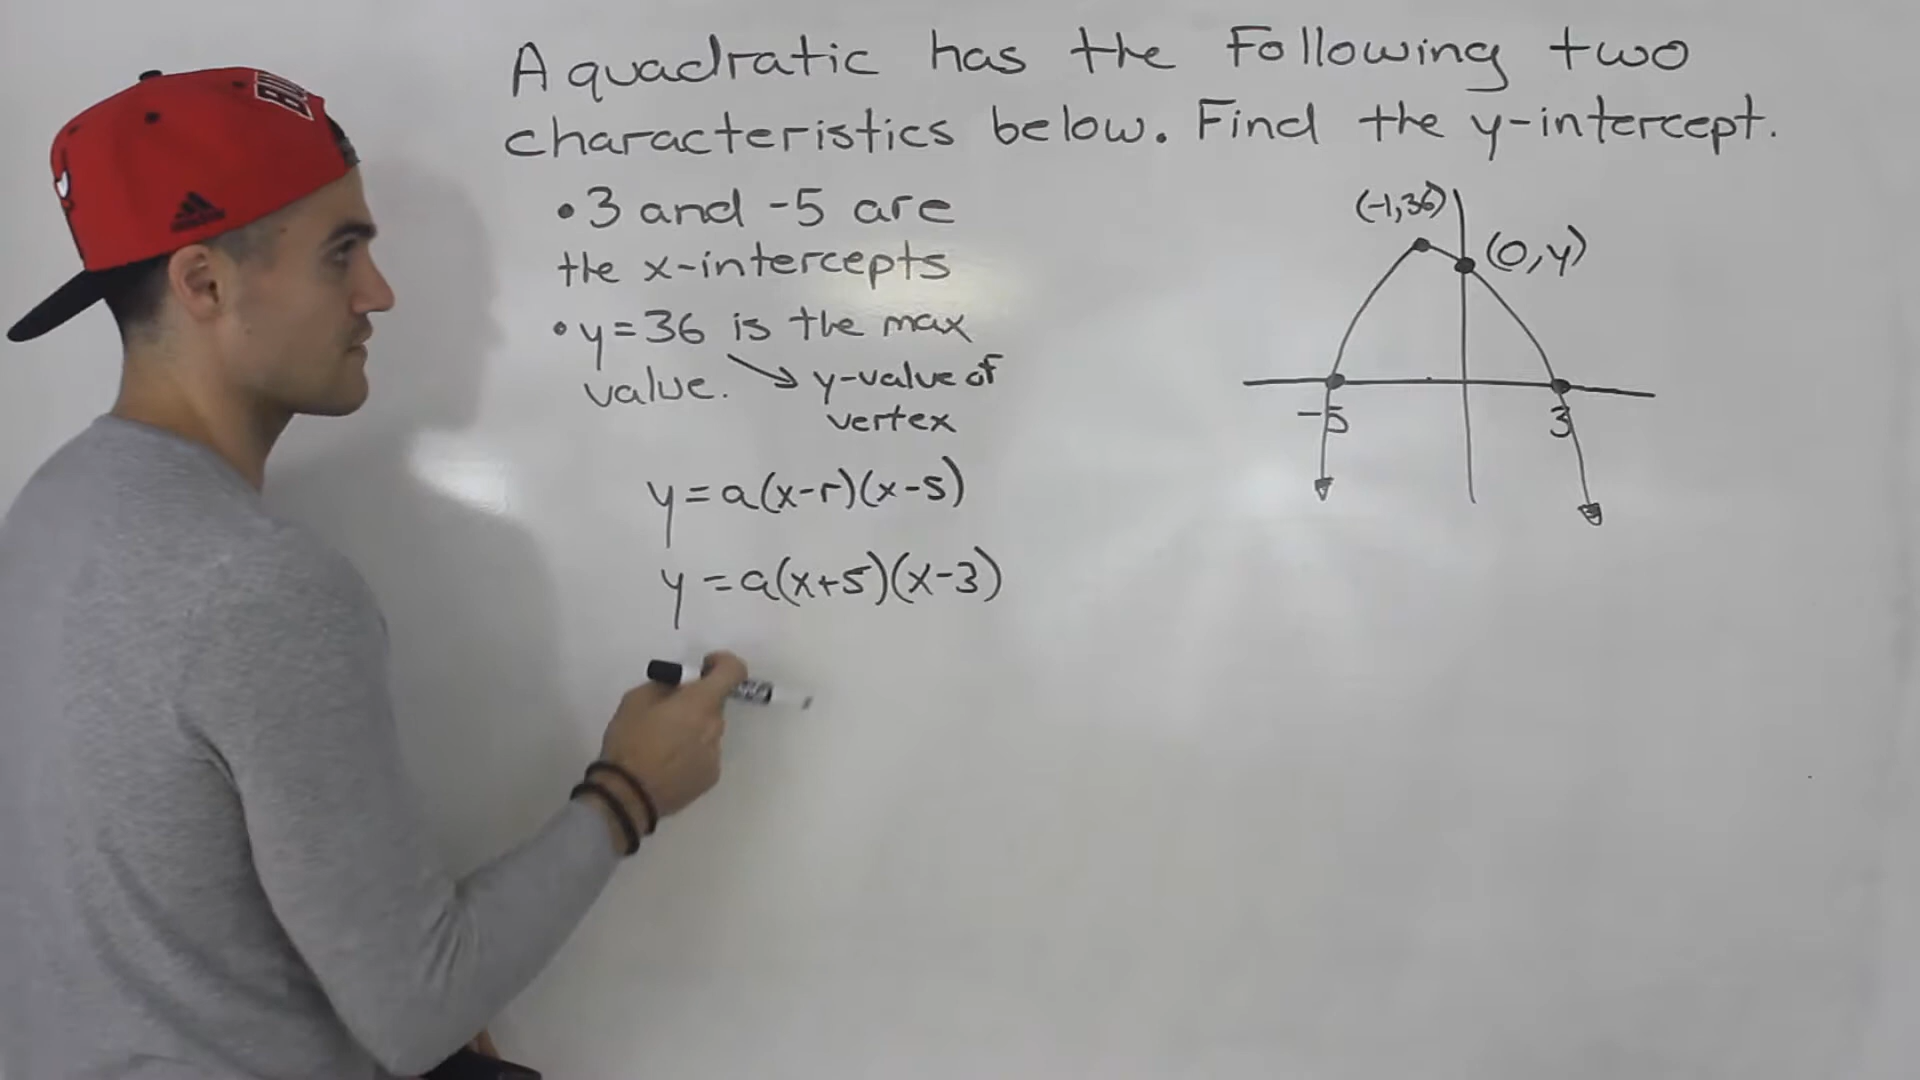 A quadratic has the following two
characteristics below. Find the y-intercept.
• 3 and -5 are
the x-intercepts
• y=36 is the max
value.
y-value of
vertex
y=a(x-r)(x-s)
y=a(x+5)(x-3)
(-1,36)
(0,y)
-5
3